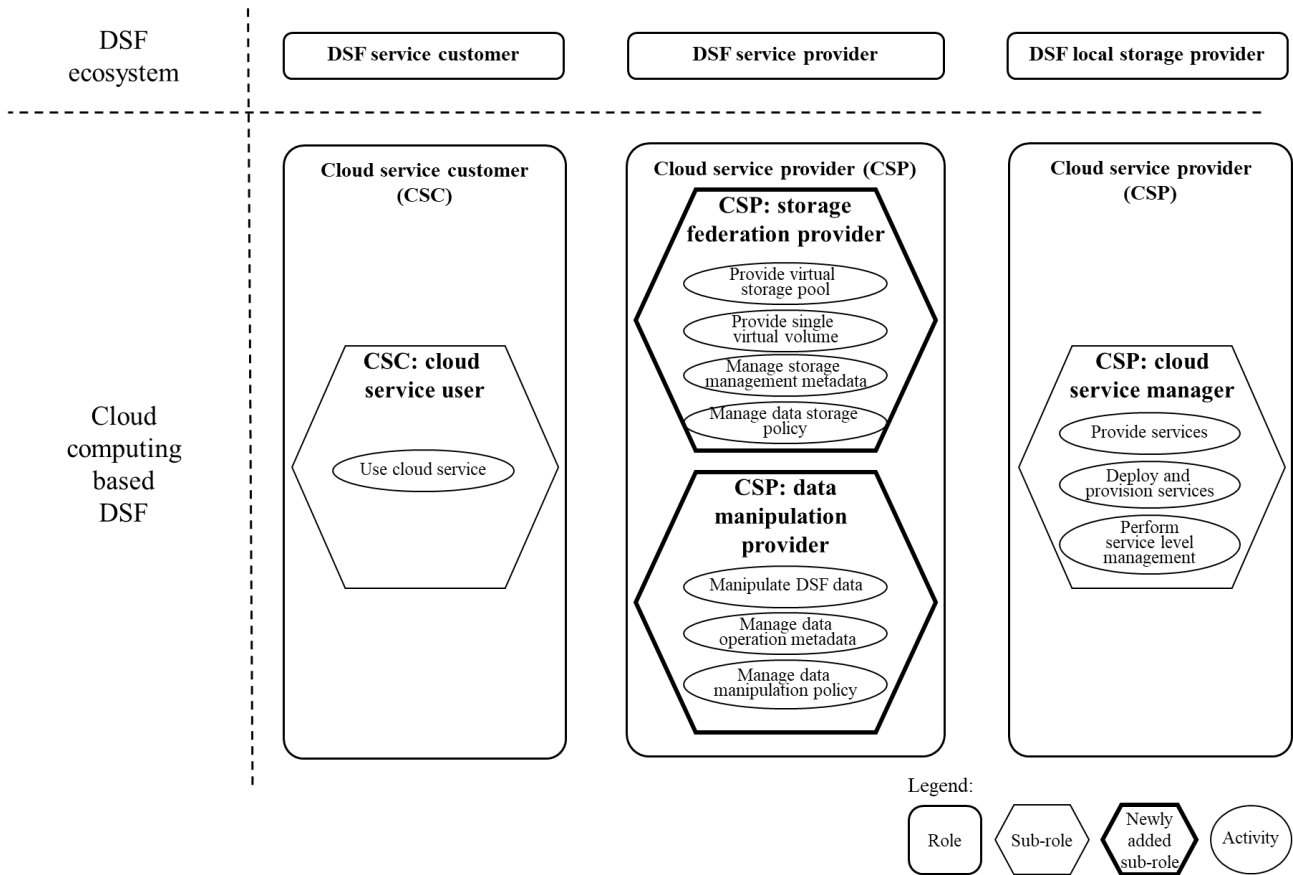 DSF
ecosystem
DSF service customer
DSF service provider
DSF local storage provider
Cloud
computing
based
DSF
Cloud service customer
(CSC)
CSC: cloud
service user
Use cloud service
Cloud service provider (CSP)
CSP: storage
federation provider
Provide virtual
storage pool
Provide single
virtual volume
Manage storage
management metadata
Manage data storage
policy
CSP: data
manipulation
provider
Manipulate DSF data
Manage data
operation metadata
Manage data
manipulation policy
Cloud service provider
(CSP)
CSP: cloud
service manager
Provide services
Deploy and
provision services
Perform
service level
management
Legend:
Role
Sub-role
Newly
added
sub-role
Activity